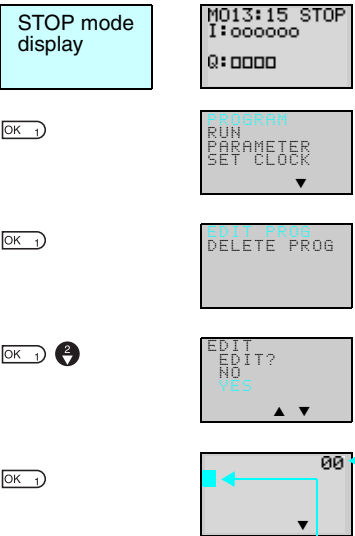 STOP mode
display
MO13:15 STOP
I:oooooo
Q:□□□□
OK 1
PROGRAM
RUN
PARAMETER
SET CLOCK
▼
OK 1
EDIT PROG
DELETE PROG
OK 1 2
EDIT
EDIT?
NO
YES
▲ ▼
OK 1
00
▼